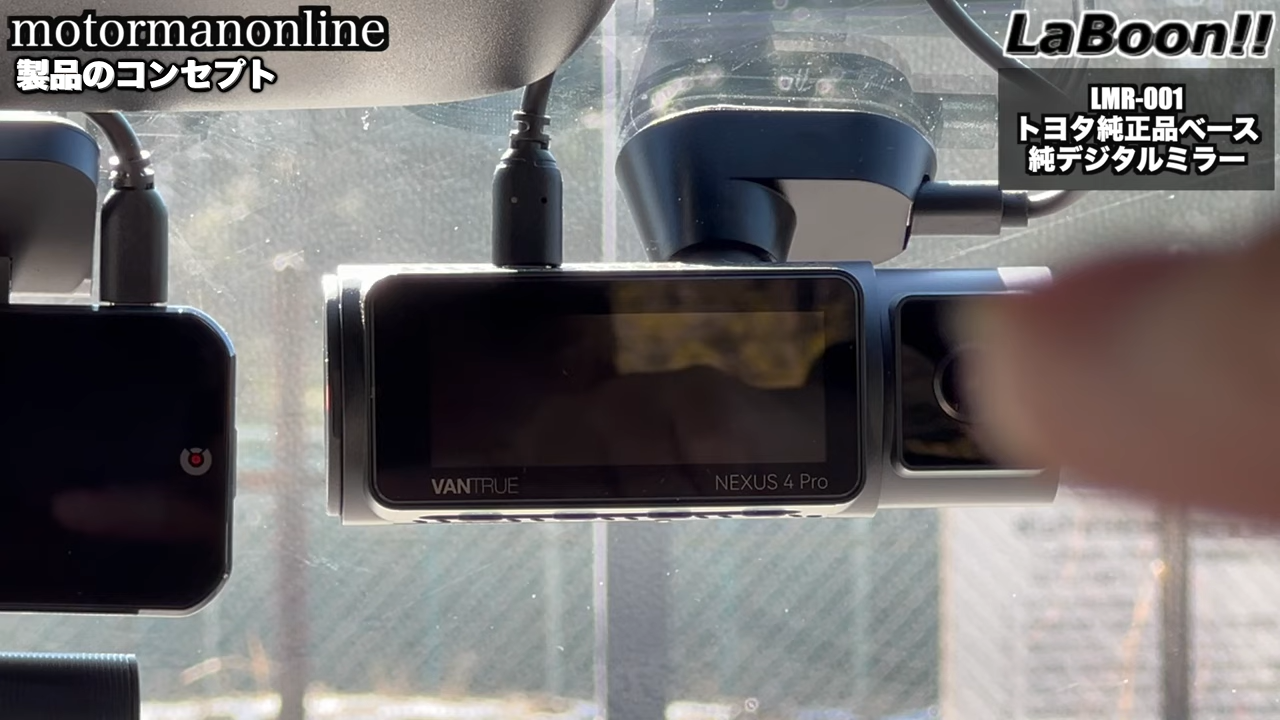 motormanonline
製品のコンセプト
LaBoon!!
LMR-001
トヨタ純正品ベース
純デジタルミラー
VANTRUE
NEXUS 4 Pro